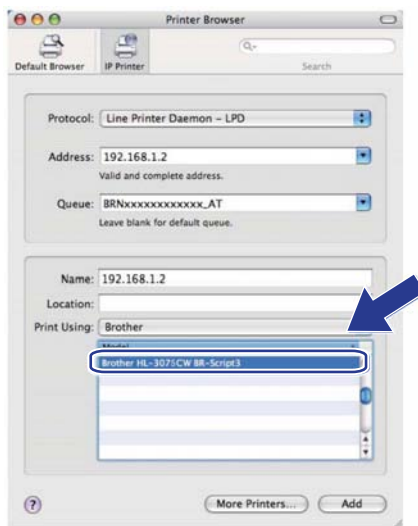 Printer Browser
Default Browser
IP Printer
Search
Protocol: Line Printer Daemon – LPD
Address: 192.168.1.2
Valid and complete address.
Queue: BRNxxxxxxxxxxxx_AT
Leave blank for default queue.
Name: 192.168.1.2
Location:
Print Using: Brother
Model
Brother HL-3075CW BR-Script3
?
More Printers...
Add